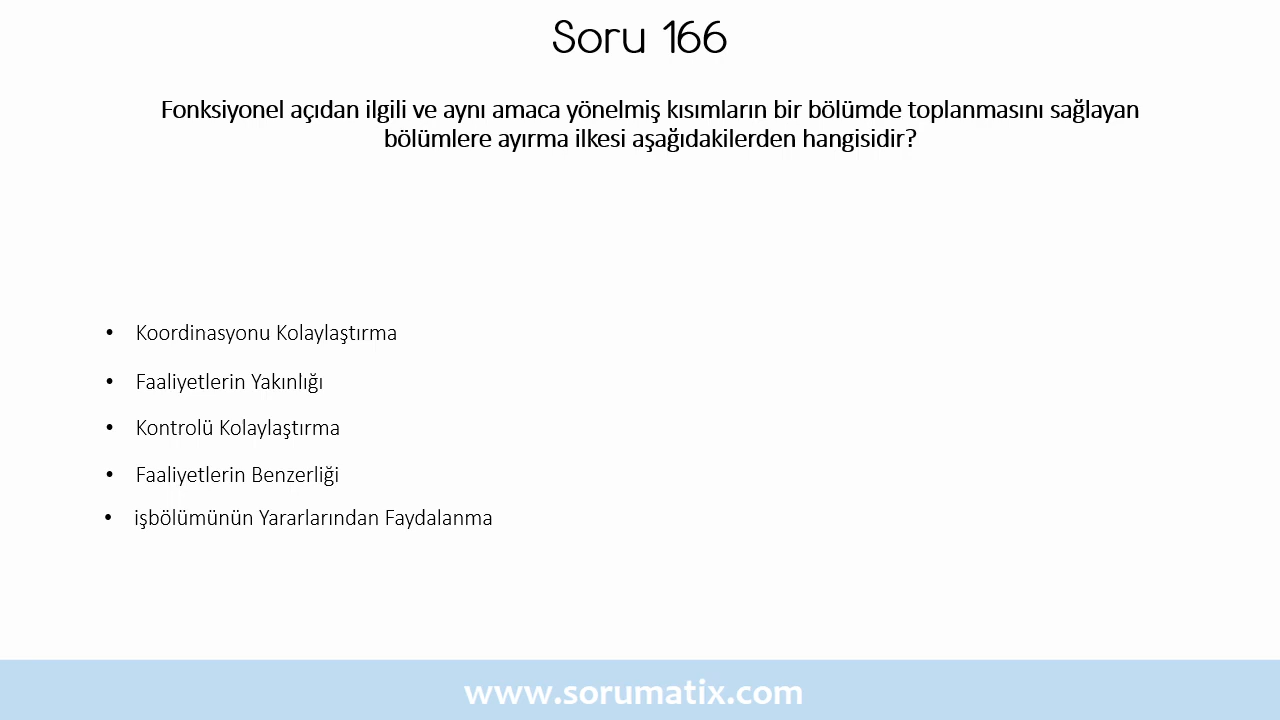 Soru 166
Fonksiyonel açıdan ilgili ve aynı amaca yönelmiş kısımların bir bölümde toplanmasını sağlayan
bölümlere ayırma ilkesi aşağıdakilerden hangisidir?
• Koordinasyonu Kolaylaştırma
• Faaliyetlerin Yakınlığı
• Kontrolü Kolaylaştırma
• Faaliyetlerin Benzerliği
• işbölümünün Yararlarından Faydalanma
www.sorumatix.com